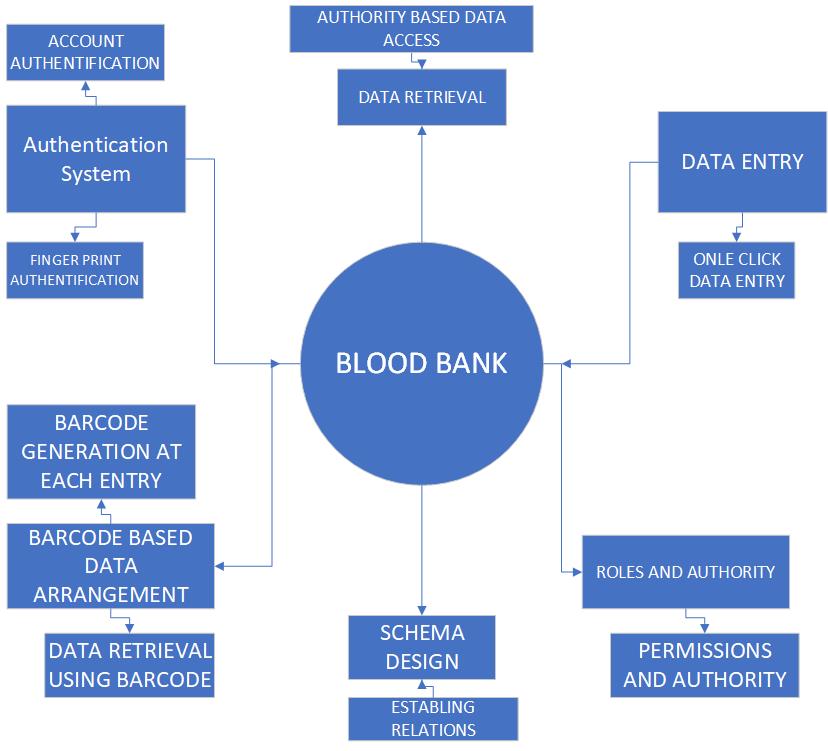 ACCOUNT
AUTHENTIFICATION
Authentication
System
FINGER PRINT
AUTHENTIFICATION
AUTHORITY BASED DATA
ACCESS
DATA RETRIEVAL
DATA ENTRY
ONLE CLICK
DATA ENTRY
BLOOD BANK
BARCODE
GENERATION AT
EACH ENTRY
BARCODE BASED
DATA
ARRANGEMENT
DATA RETRIEVAL
USING BARCODE
SCHEMA
DESIGN
ESTABLING
RELATIONS
ROLES AND AUTHORITY
PERMISSIONS
AND AUTHORITY